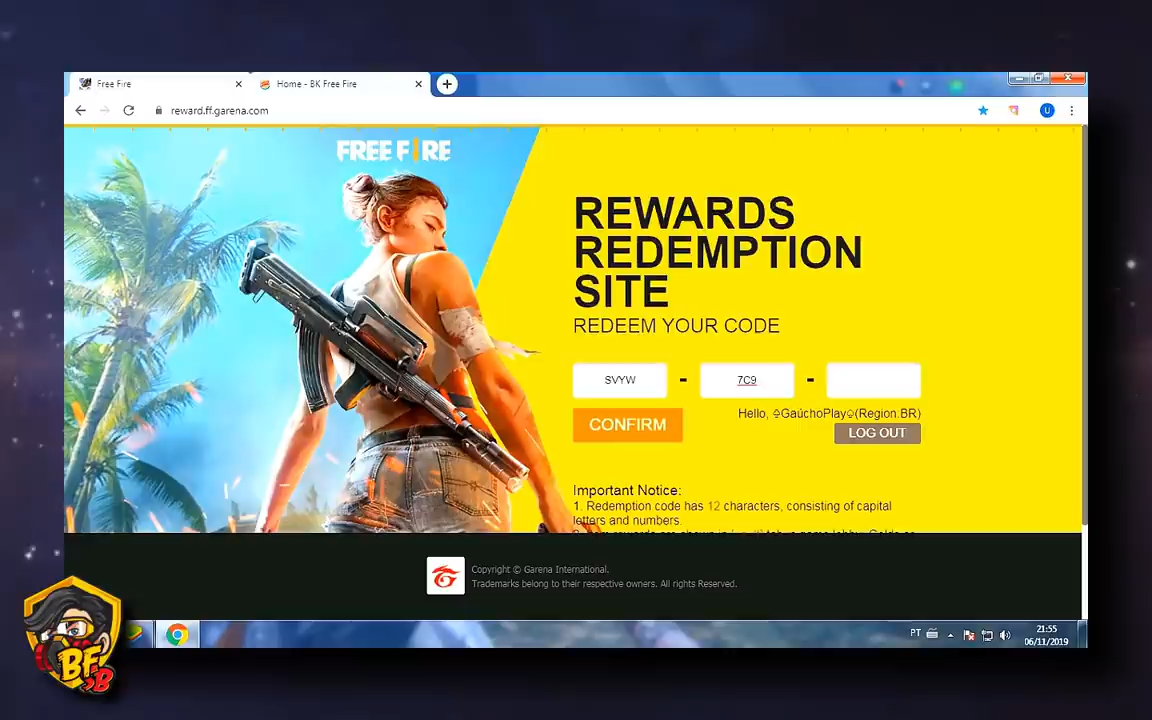 Free Fire
Home - BK Free Fire
reward.ff.garena.com
U
FREE FIRE
REWARDS
REDEMPTION
SITE
REDEEM YOUR CODE
SVYW - 7C9 -
CONFIRM
Hello, ♤GaúchoPlay♤(Region:BR)
LOG OUT
Important Notice:
1. Redemption code has 12 characters, consisting of capital
letters and numbers.
Copyright © Garena International.
Trademarks belong to their respective owners. All rights Reserved.
BF
B
PT
21:55
06/11/2019